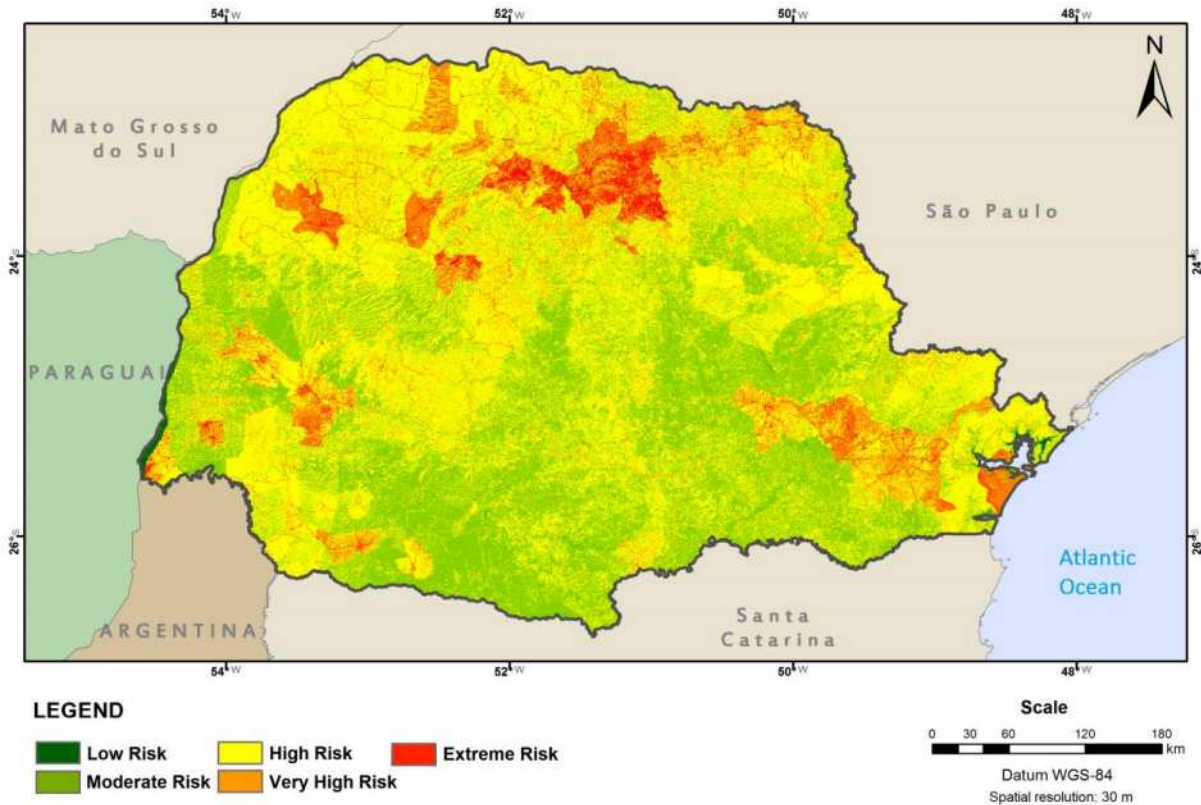 54°W 52°W 50°W 48°W
N
Mato Grosso
do Sul
São Paulo
24°S 24°S
PARAGUAI
26°S 26°S
Atlantic
Ocean
ARGENTINA
Santa
Catarina
54°W 52°W 50°W 48°W
LEGEND
Low Risk High Risk Extreme Risk
Moderate Risk Very High Risk
Scale
0 30 60 120 180
km
Datum WGS-84
Spatial resolution: 30 m